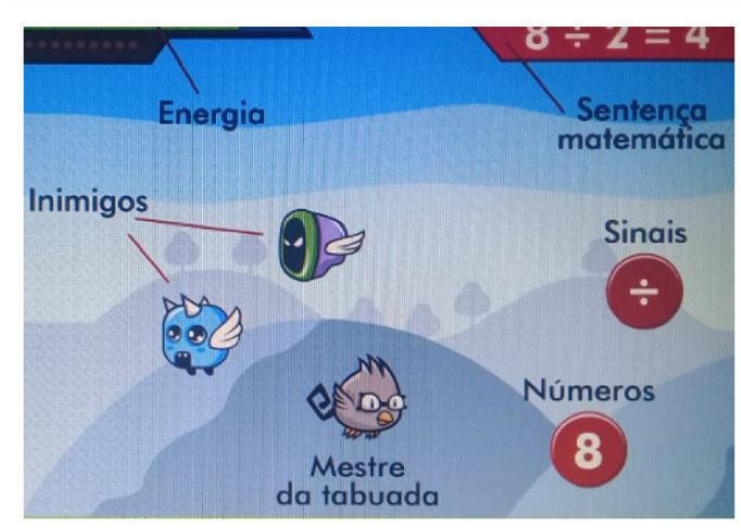 8 ÷ 2 = 4
Energia
Sentença
matemática
Inimigos
Sinais
÷
Números
8
Mestre
da tabuada